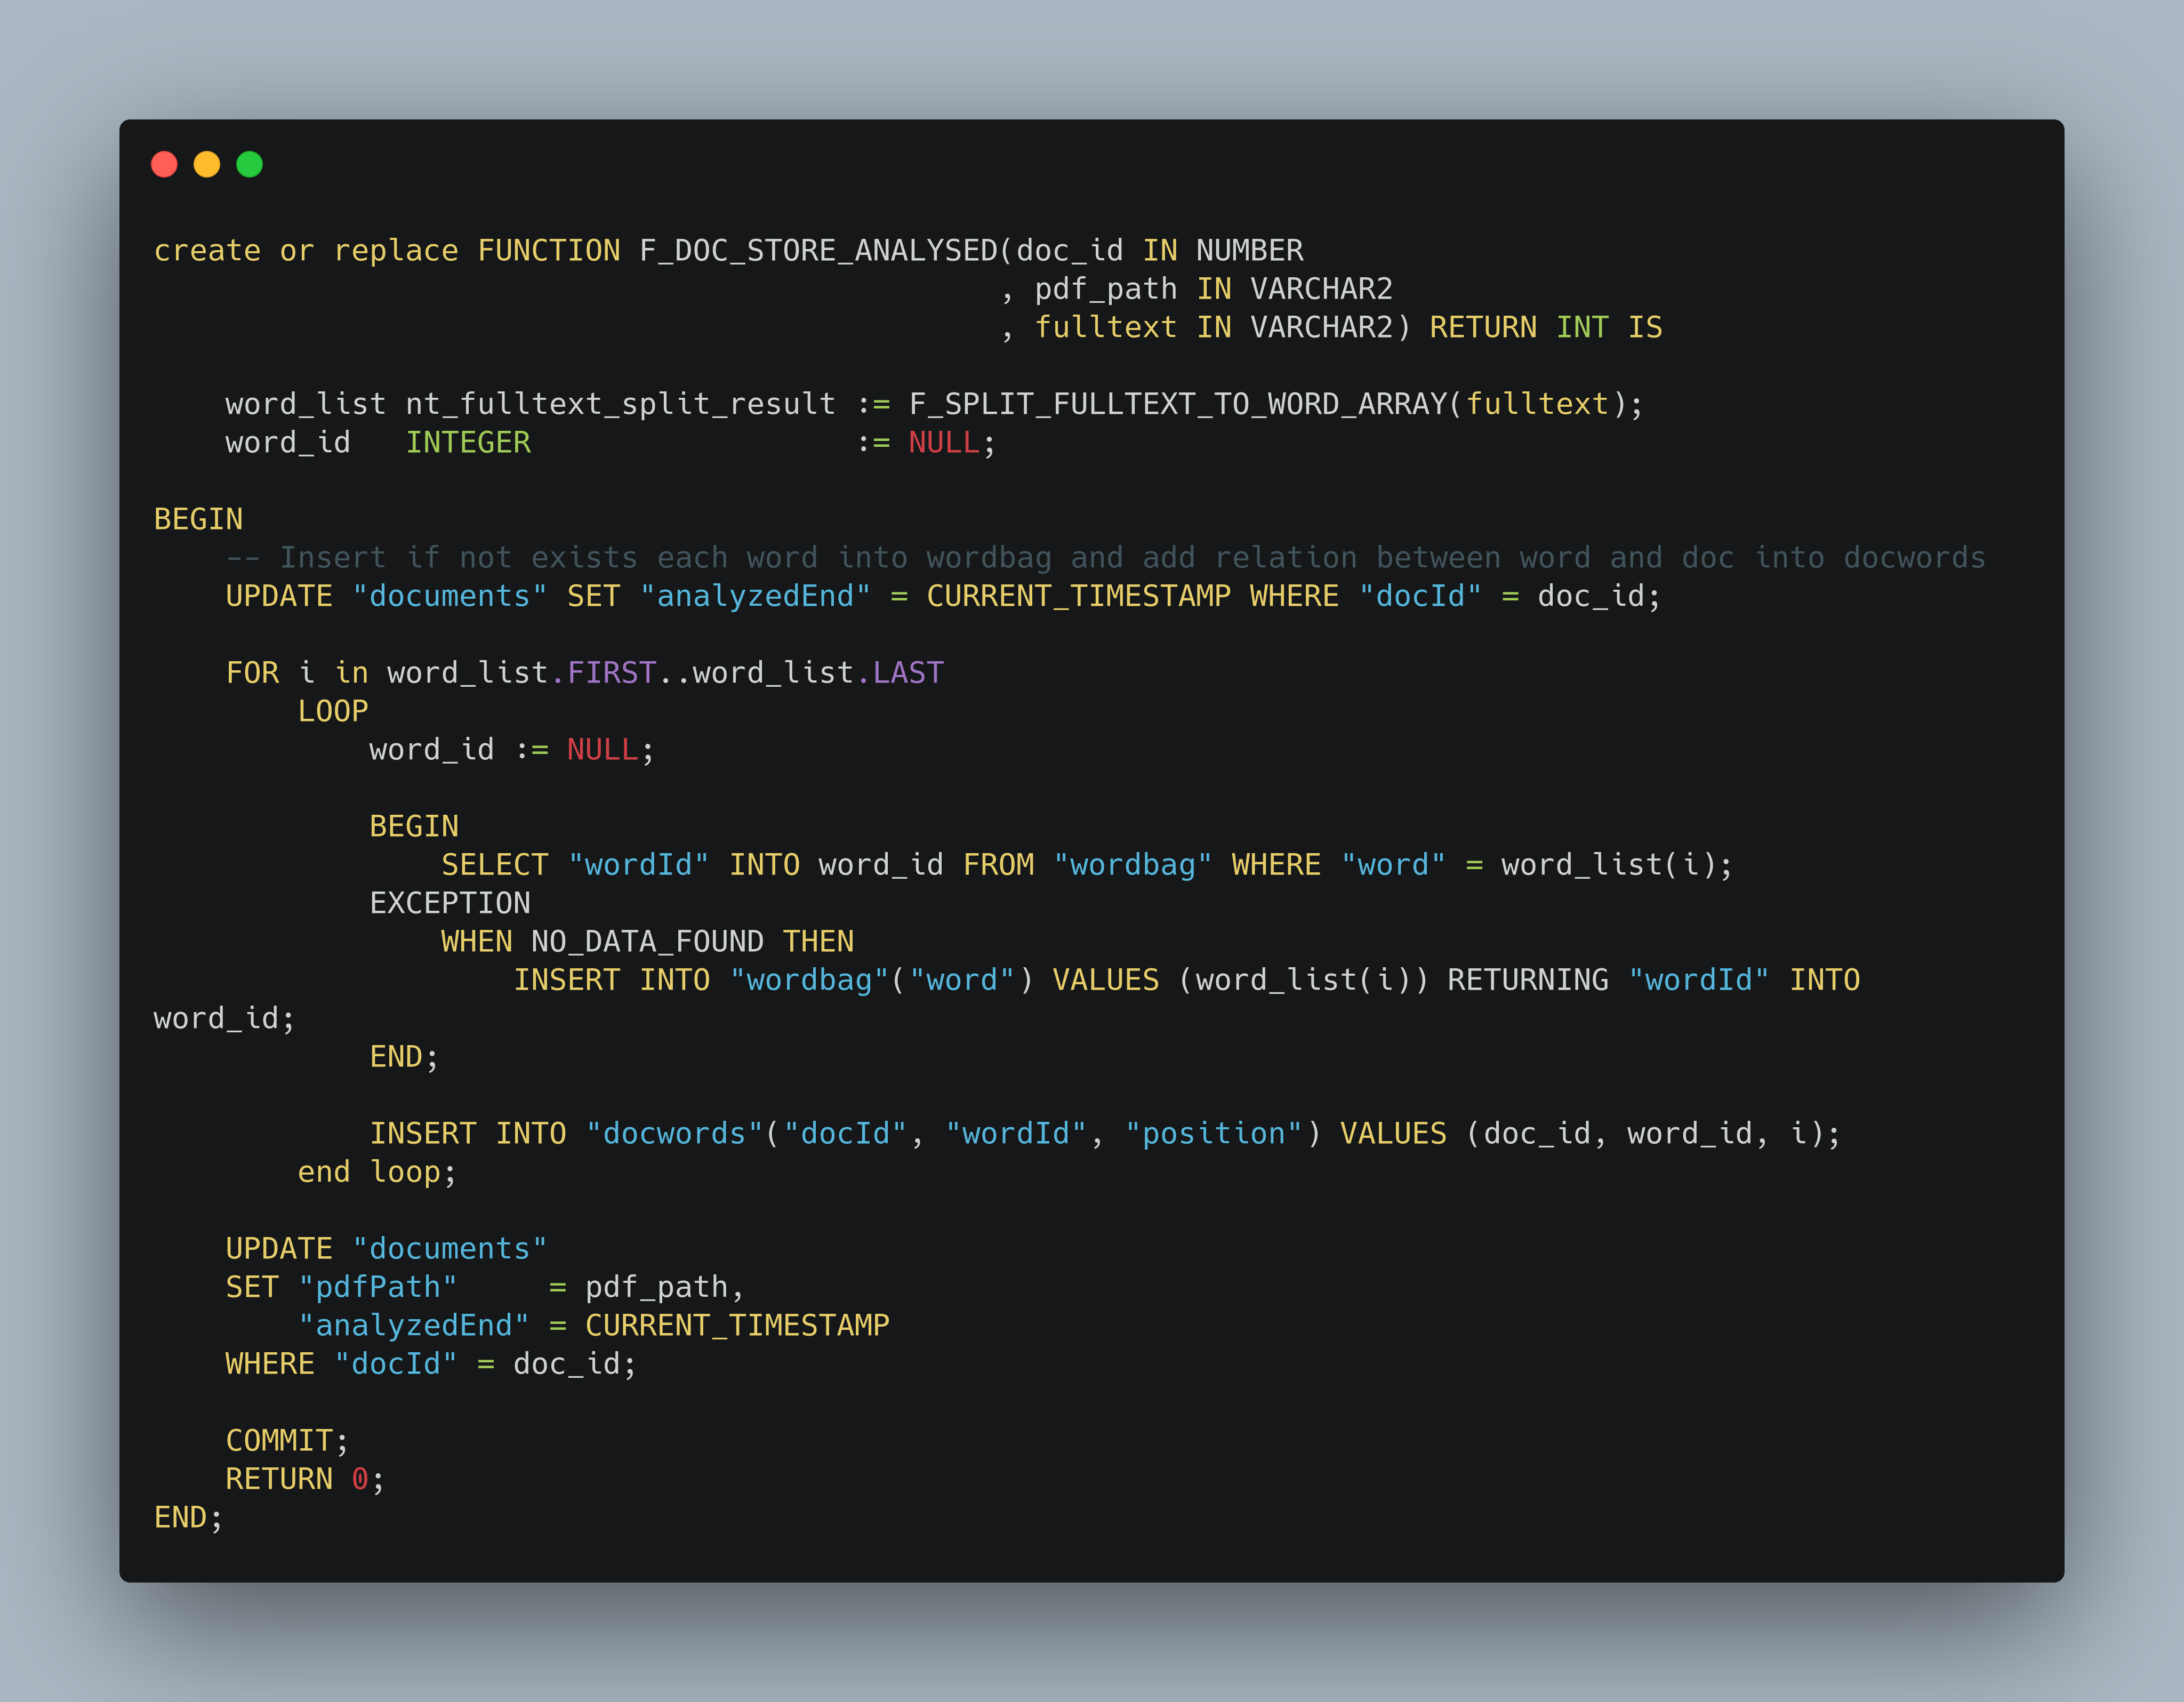 create or replace FUNCTION F_DOC_STORE_ANALYSED(doc_id IN NUMBER
                                               , pdf_path IN VARCHAR2
                                               , fulltext IN VARCHAR2) RETURN INT IS

    word_list nt_fulltext_split_result := F_SPLIT_FULLTEXT_TO_WORD_ARRAY(fulltext);
    word_id   INTEGER                  := NULL;

BEGIN
    -- Insert if not exists each word into wordbag and add relation between word and doc into docwords
    UPDATE "documents" SET "analyzedEnd" = CURRENT_TIMESTAMP WHERE "docId" = doc_id;

    FOR i in word_list.FIRST..word_list.LAST
        LOOP
            word_id := NULL;

            BEGIN
                SELECT "wordId" INTO word_id FROM "wordbag" WHERE "word" = word_list(i);
            EXCEPTION
                WHEN NO_DATA_FOUND THEN
                    INSERT INTO "wordbag"("word") VALUES (word_list(i)) RETURNING "wordId" INTO
word_id;
            END;

            INSERT INTO "docwords"("docId", "wordId", "position") VALUES (doc_id, word_id, i);
        end loop;

    UPDATE "documents"
    SET "pdfPath"     = pdf_path,
        "analyzedEnd" = CURRENT_TIMESTAMP
    WHERE "docId" = doc_id;

    COMMIT;
    RETURN 0;
END;